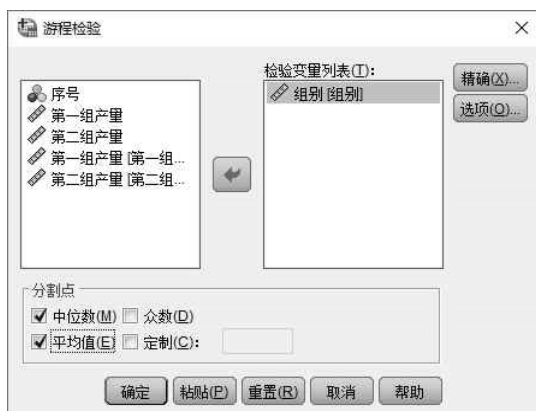 游程检验
检验变量列表(T):
序号
第一组产量
第二组产量
第一组产量 [第一组...
第二组产量 [第二组...
组别 [组别]
精确(X)...
选项(O)...
分割点
中位数(M) 众数(D)
平均值(E) 定制(C):
确定 粘贴(P) 重置(R) 取消 帮助